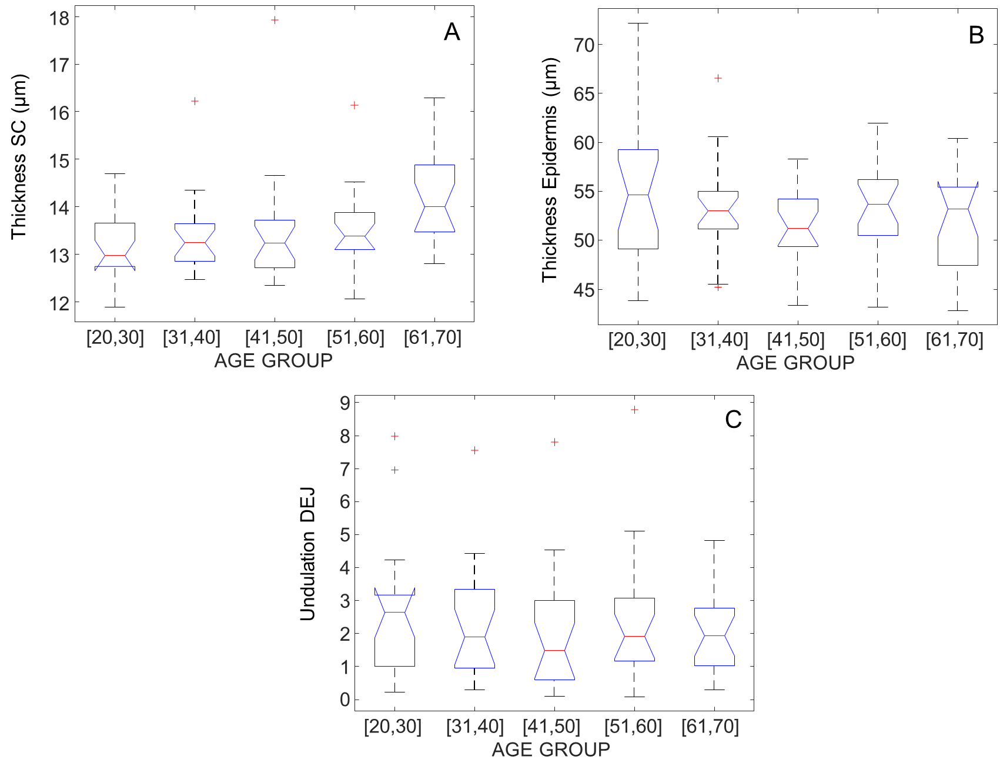 A
Thickness SC (µm)
18
17
16
15
14
13
12
[20,30] [31,40] [41,50] [51,60] [61,70]
AGE GROUP
B
Thickness Epidermis (µm)
70
65
60
55
50
45
[20,30] [31,40] [41,50] [51,60] [61,70]
AGE GROUP
C
Undulation DEJ
9
8
7
6
5
4
3
2
1
0
[20,30] [31,40] [41,50] [51,60] [61,70]
AGE GROUP